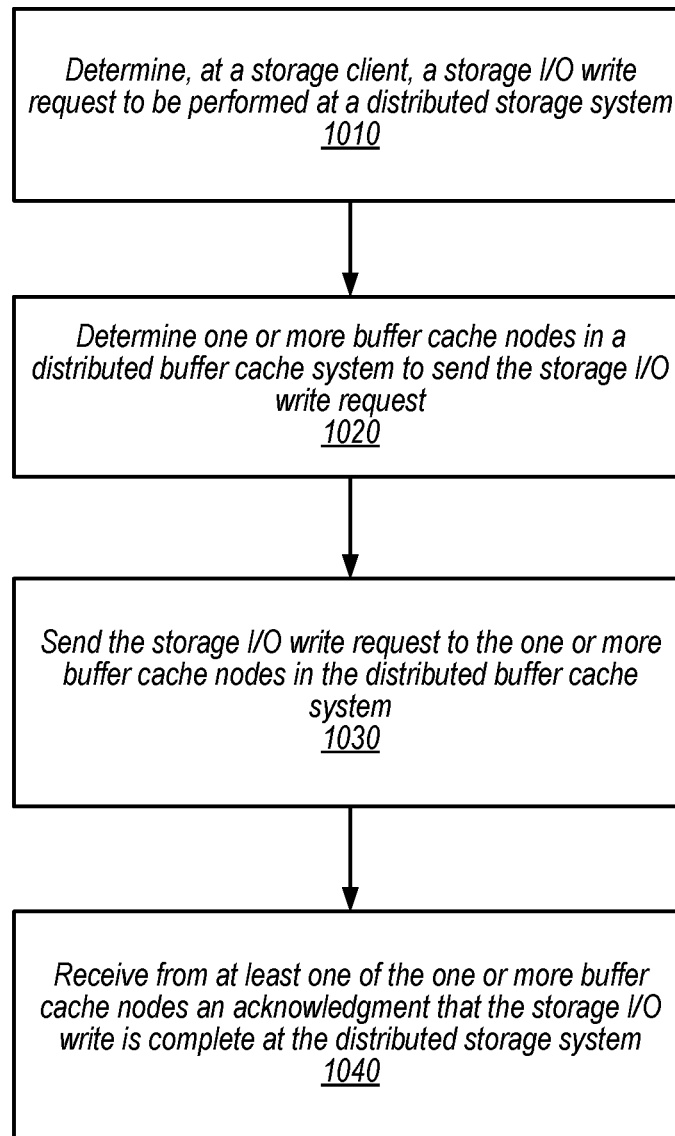 Determine, at a storage client, a storage I/O write
request to be performed at a distributed storage system
1010
Determine one or more buffer cache nodes in a
distributed buffer cache system to send the storage I/O
write request
1020
Send the storage I/O write request to the one or more
buffer cache nodes in the distributed buffer cache
system
1030
Receive from at least one of the one or more buffer
cache nodes an acknowledgment that the storage I/O
write is complete at the distributed storage system
1040